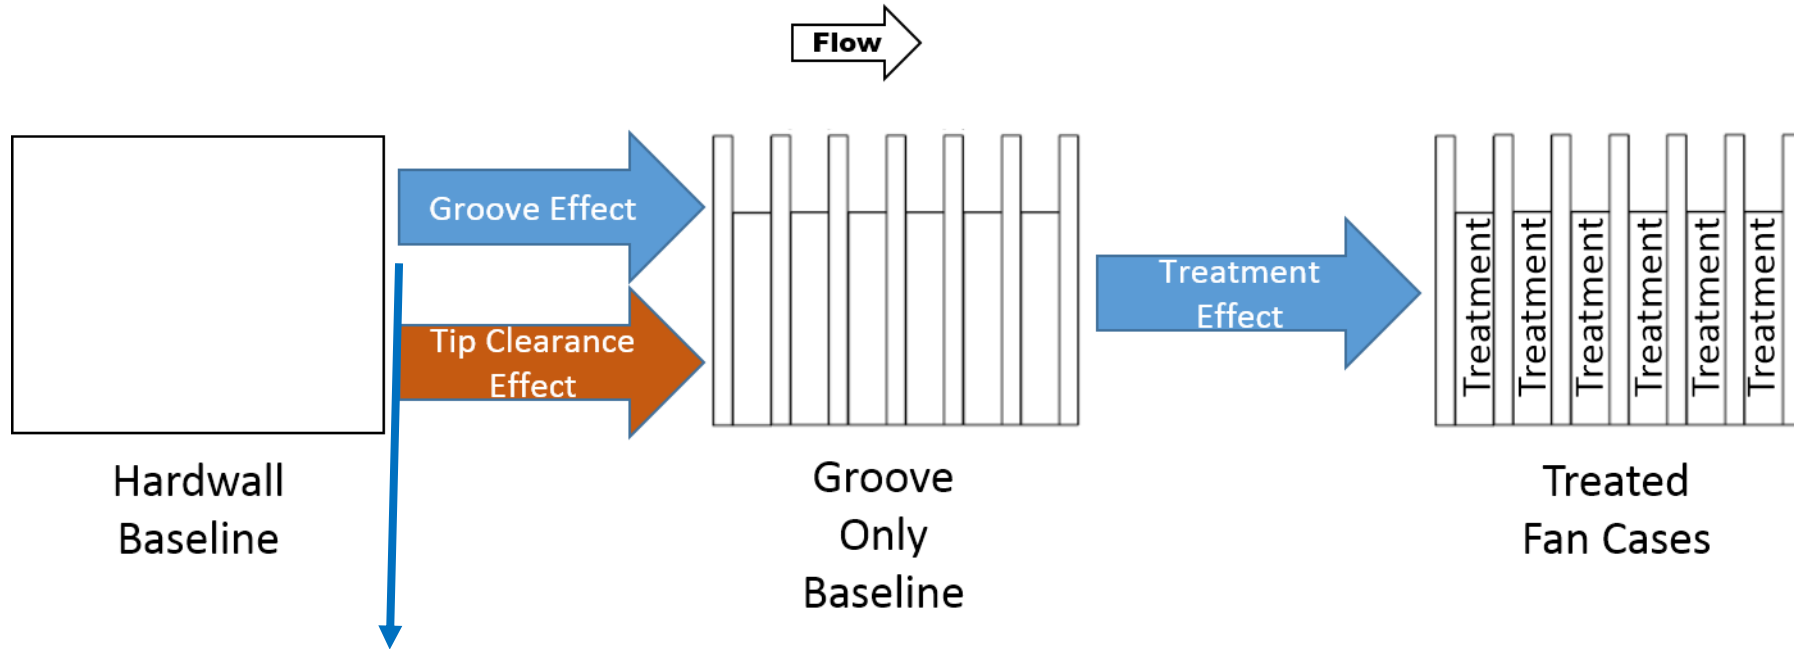 Flow
Groove Effect
Tip Clearance
Effect
Treatment
Effect
Treatment
Treatment
Treatment
Treatment
Treatment
Treatment
Hardwall
Baseline
Groove
Only
Baseline
Treated
Fan Cases